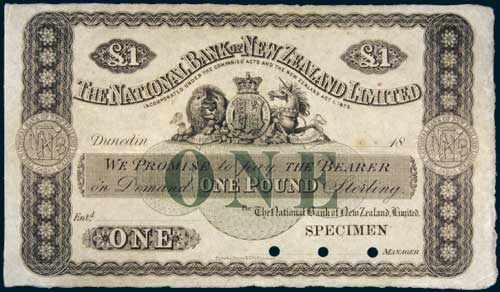 £1 £1
THE NATIONAL BANK OF NEW ZEALAND LIMITED
INCORPORATED UNDER THE COMPANIES' ACTS AND THE NEW ZEALAND ACT, 1873.
Dunedin 18
ONE
WE PROMISE to pay THE BEARER
on Demand ONE POUND Sterling.
For The National Bank of New Zealand, Limited.
Entd.
SPECIMEN
ONE
MANAGER